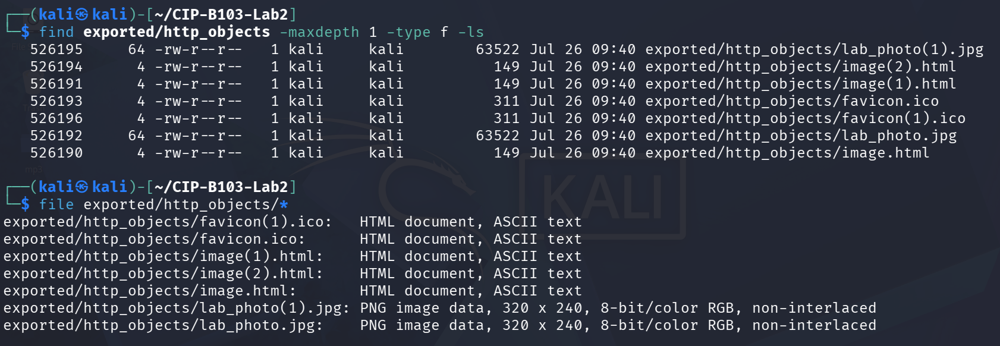 ┌──(kali㉿kali)-[~/CIP-B103-Lab2]
└─$ find exported/http_objects -maxdepth 1 -type f -ls
   526195     64 -rw-r--r--   1 kali     kali        63522 Jul 26 09:40 exported/http_objects/lab_photo(1).jpg
   526194      4 -rw-r--r--   1 kali     kali          149 Jul 26 09:40 exported/http_objects/image(2).html
   526191      4 -rw-r--r--   1 kali     kali          149 Jul 26 09:40 exported/http_objects/image(1).html
   526193      4 -rw-r--r--   1 kali     kali          311 Jul 26 09:40 exported/http_objects/favicon.ico
   526196      4 -rw-r--r--   1 kali     kali          311 Jul 26 09:40 exported/http_objects/favicon(1).ico
   526192     64 -rw-r--r--   1 kali     kali        63522 Jul 26 09:40 exported/http_objects/lab_photo.jpg
   526190      4 -rw-r--r--   1 kali     kali          149 Jul 26 09:40 exported/http_objects/image.html
mp3
┌──(kali㉿kali)-[~/CIP-B103-Lab2]
└─$ file exported/http_objects/*
KALI
exported/http_objects/favicon(1).ico:   HTML document, ASCII text
exported/http_objects/favicon.ico:      HTML document, ASCII text
exported/http_objects/image(1).html:    HTML document, ASCII text
exported/http_objects/image(2).html:    HTML document, ASCII text
exported/http_objects/image.html:       HTML document, ASCII text
exported/http_objects/lab_photo(1).jpg: PNG image data, 320 x 240, 8-bit/color RGB, non-interlaced
exported/http_objects/lab_photo.jpg:    PNG image data, 320 x 240, 8-bit/color RGB, non-interlaced